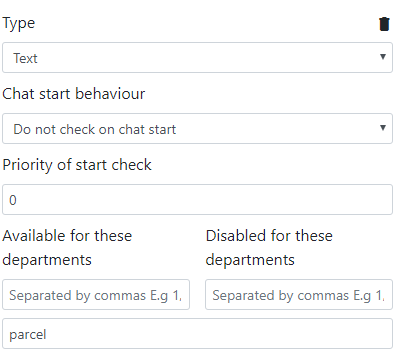 Type
Text
Chat start behaviour
Do not check on chat start
Priority of start check
0
Available for these departments
Disabled for these departments
Separated by commas E.g 1,
Separated by commas E.g 1,
parcel